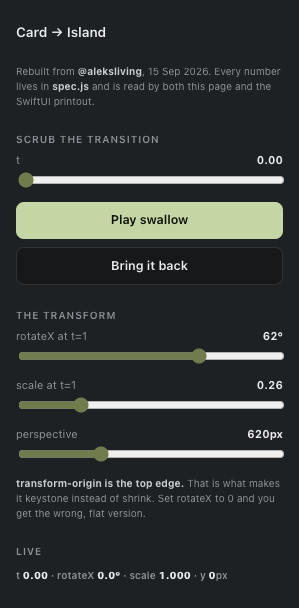 Card → Island
Rebuilt from @aleksliving, 15 Sep 2026. Every number
lives in spec.js and is read by both this page and the
SwiftUI printout.
SCRUB THE TRANSITION
t 0.00
Play swallow
Bring it back
THE TRANSFORM
rotateX at t=1 62°
scale at t=1 0.26
perspective 620px
transform-origin is the top edge. That is what makes
it keystone instead of shrink. Set rotateX to 0 and you
get the wrong, flat version.
LIVE
t 0.00 · rotateX 0.0° · scale 1.000 · y 0px